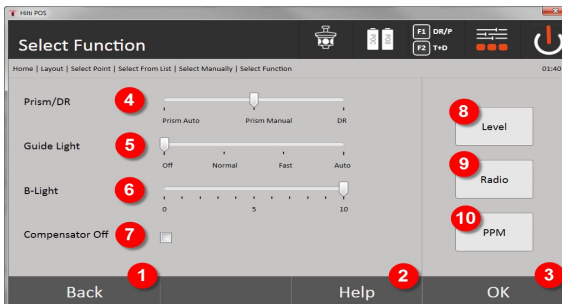 Hilti POS
Select Function
POC
POS
F1 DR/P
F2 T+D
Home | Layout | Select Point | Select From List | Select Manually | Select Function
01:40
Prism/DR
4
Prism Auto Prism Manual DR
Guide Light
5
Off Normal Fast Auto
B-Light
6
0 5 10
Compensator Off
7
8
Level
9
Radio
10
PPM
1
Back
2
Help
3
OK